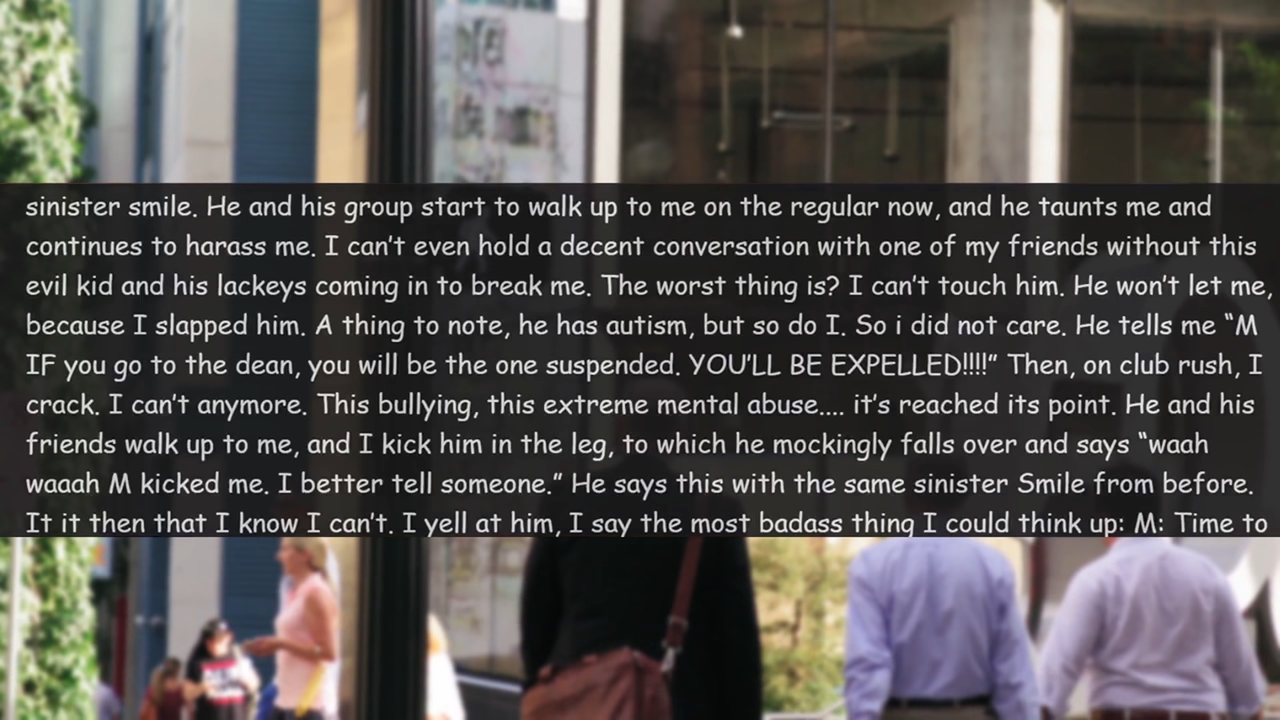 sinister smile. He and his group start to walk up to me on the regular now, and he taunts me and
continues to harass me. I can't even hold a decent conversation with one of my friends without this
evil kid and his lackeys coming in to break me. The worst thing is? I can't touch him. He won't let me,
because I slapped him. A thing to note, he has autism, but so do I. So i did not care. He tells me “M
IF you go to the dean, you will be the one suspended. YOU'LL BE EXPELLED!!!!” Then, on club rush, I
crack. I can't anymore. This bullying, this extreme mental abuse.... it's reached its point. He and his
friends walk up to me, and I kick him in the leg, to which he mockingly falls over and says “waah
waaah M kicked me. I better tell someone.” He says this with the same sinister Smile from before.
It it then that I know I can't. I yell at him, I say the most badass thing I could think up: M: Time to